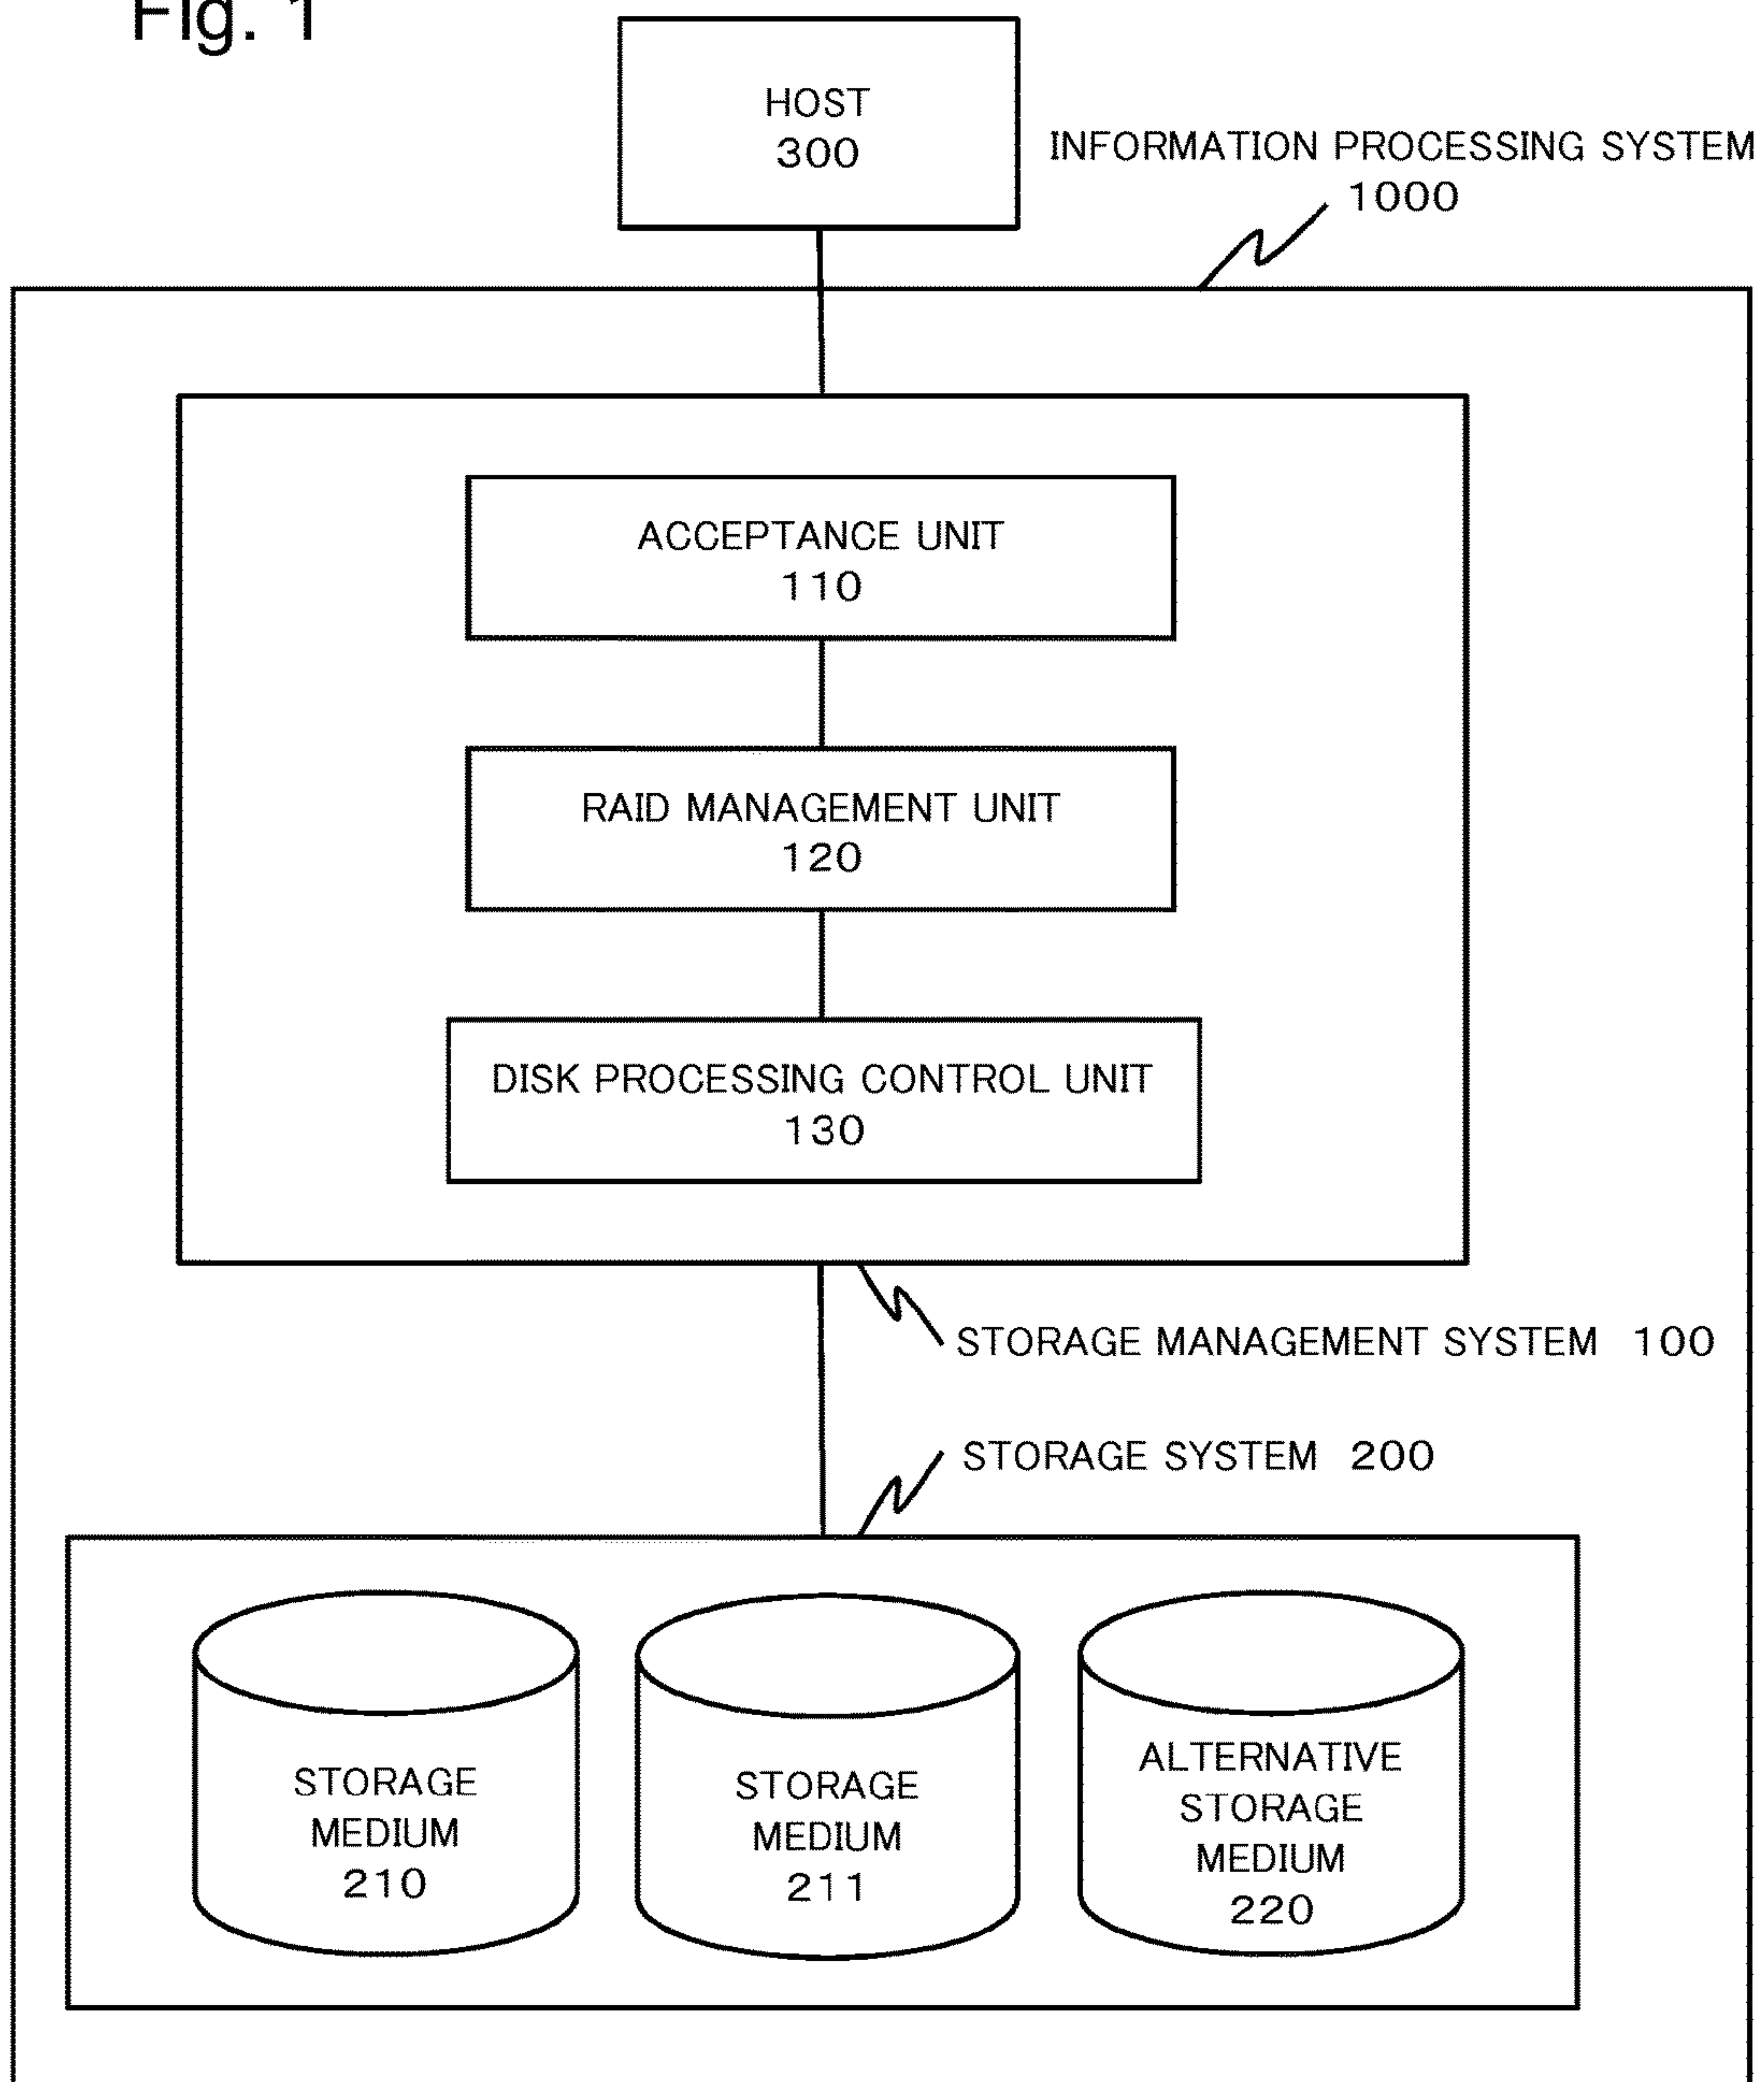 Fig. 1
HOST
300
INFORMATION PROCESSING SYSTEM
1000
ACCEPTANCE UNIT
110
RAID MANAGEMENT UNIT
120
DISK PROCESSING CONTROL UNIT
130
STORAGE MANAGEMENT SYSTEM 100
STORAGE SYSTEM 200
STORAGE
MEDIUM
210
STORAGE
MEDIUM
211
ALTERNATIVE
STORAGE
MEDIUM
220